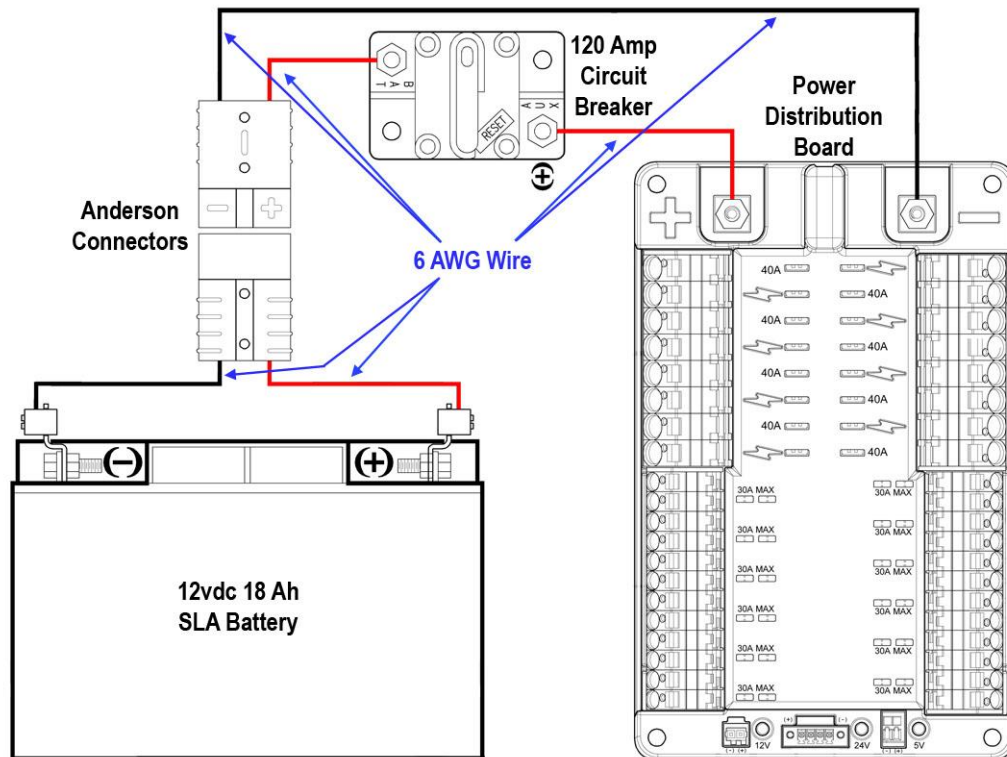 120 Amp
Circuit
Breaker
BAT
AUX
RESET
(+)
Power
Distribution
Board
Anderson
Connectors
−
− +
6 AWG Wire
+ −
40A
40A
40A
40A
40A
40A
40A
40A
(−) (+)
12vdc 18 Ah
SLA Battery
30A MAX 30A MAX
30A MAX 30A MAX
30A MAX 30A MAX
30A MAX 30A MAX
30A MAX 30A MAX
30A MAX 30A MAX
(+) (-)
12V 24V 5V
(-) (+) (-) (+)